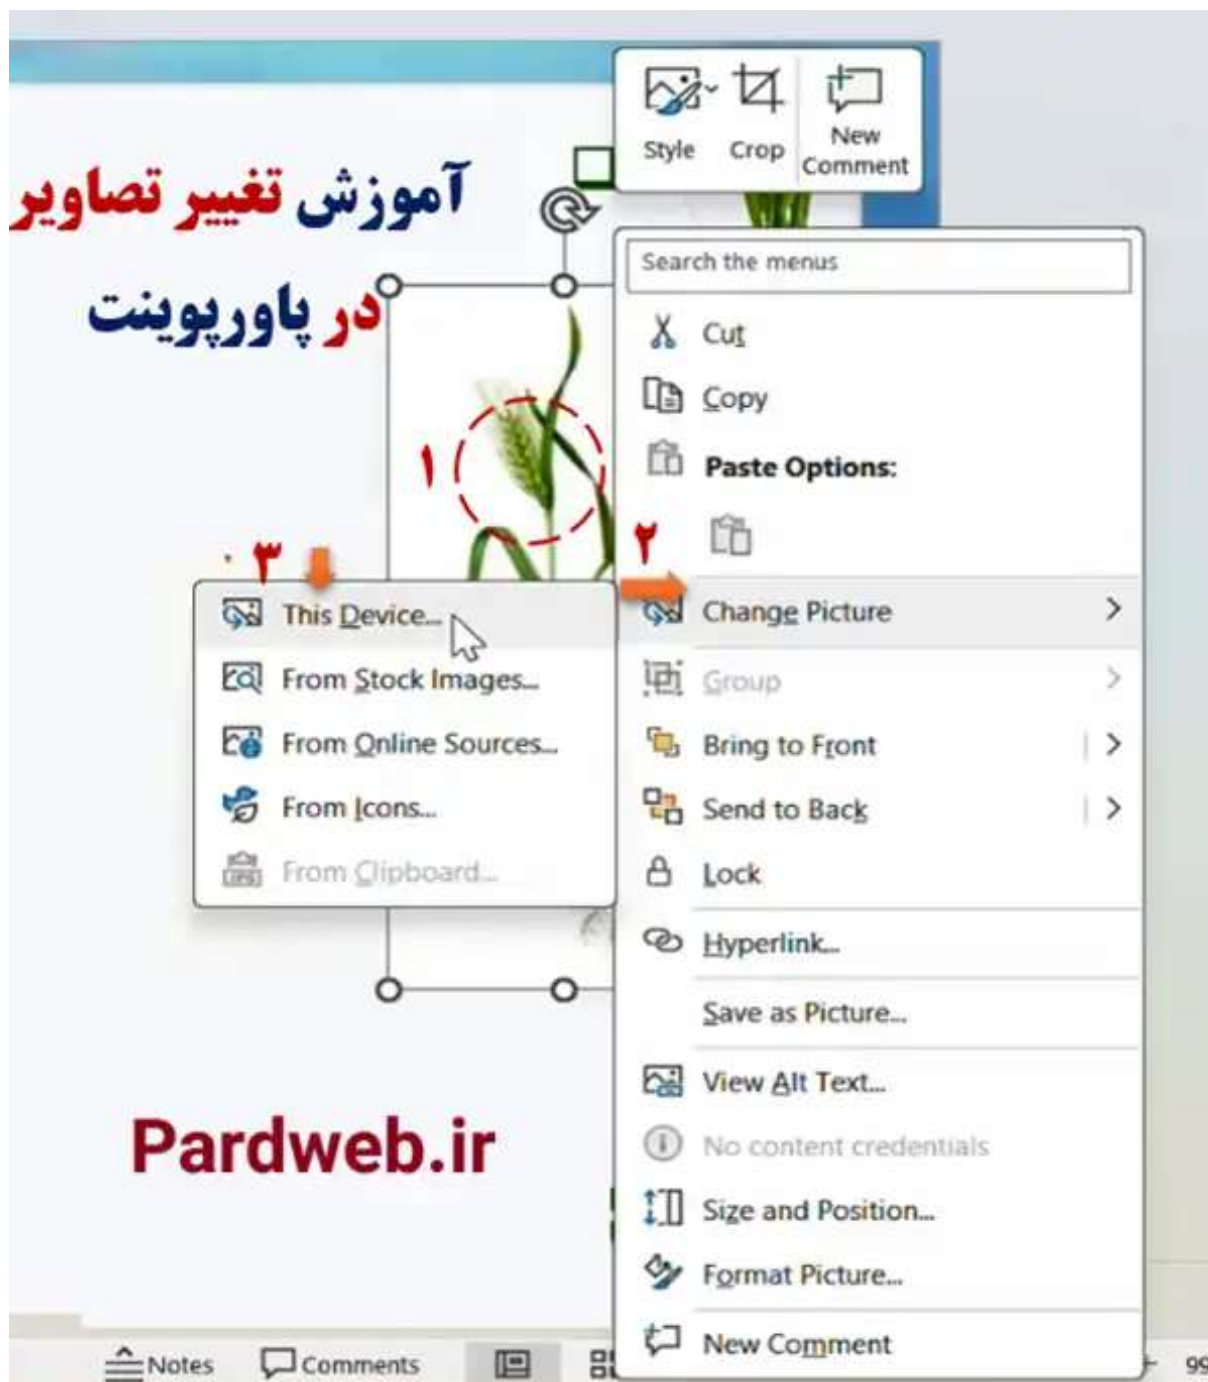 Style
Crop
New Comment
آموزش تغییر تصاویر
در پاورپوینت
Search the menus
Cut
Copy
Paste Options:
۱
۲
۳
Change Picture
This Device...
From Stock Images...
From Online Sources...
From Icons...
From Clipboard...
Group
Bring to Front
Send to Back
Lock
Hyperlink...
Save as Picture...
View Alt Text...
No content credentials
Size and Position...
Format Picture...
New Comment
Pardweb.ir
Notes
Comments
99